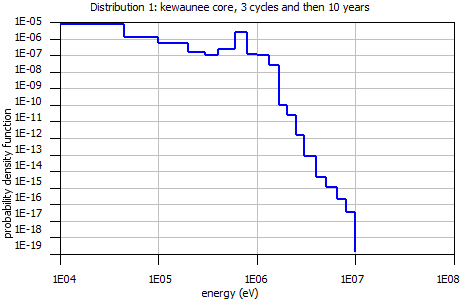 Distribution 1: kewaunee core, 3 cycles and then 10 years
1E-05
1E-06
1E-07
1E-08
1E-09
1E-10
1E-11
1E-12
1E-13
1E-14
1E-15
1E-16
1E-17
1E-18
1E-19
probability density function
1E04
1E05
1E06
1E07
1E08
energy (eV)